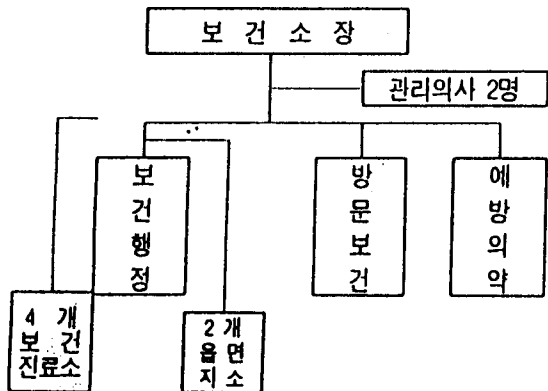 보 건 소 장
관리의사 2명
보
건
행
정
방
문
보
건
예
방
의
약
4 개
보 건
진료소
2 개
읍 면
지 소